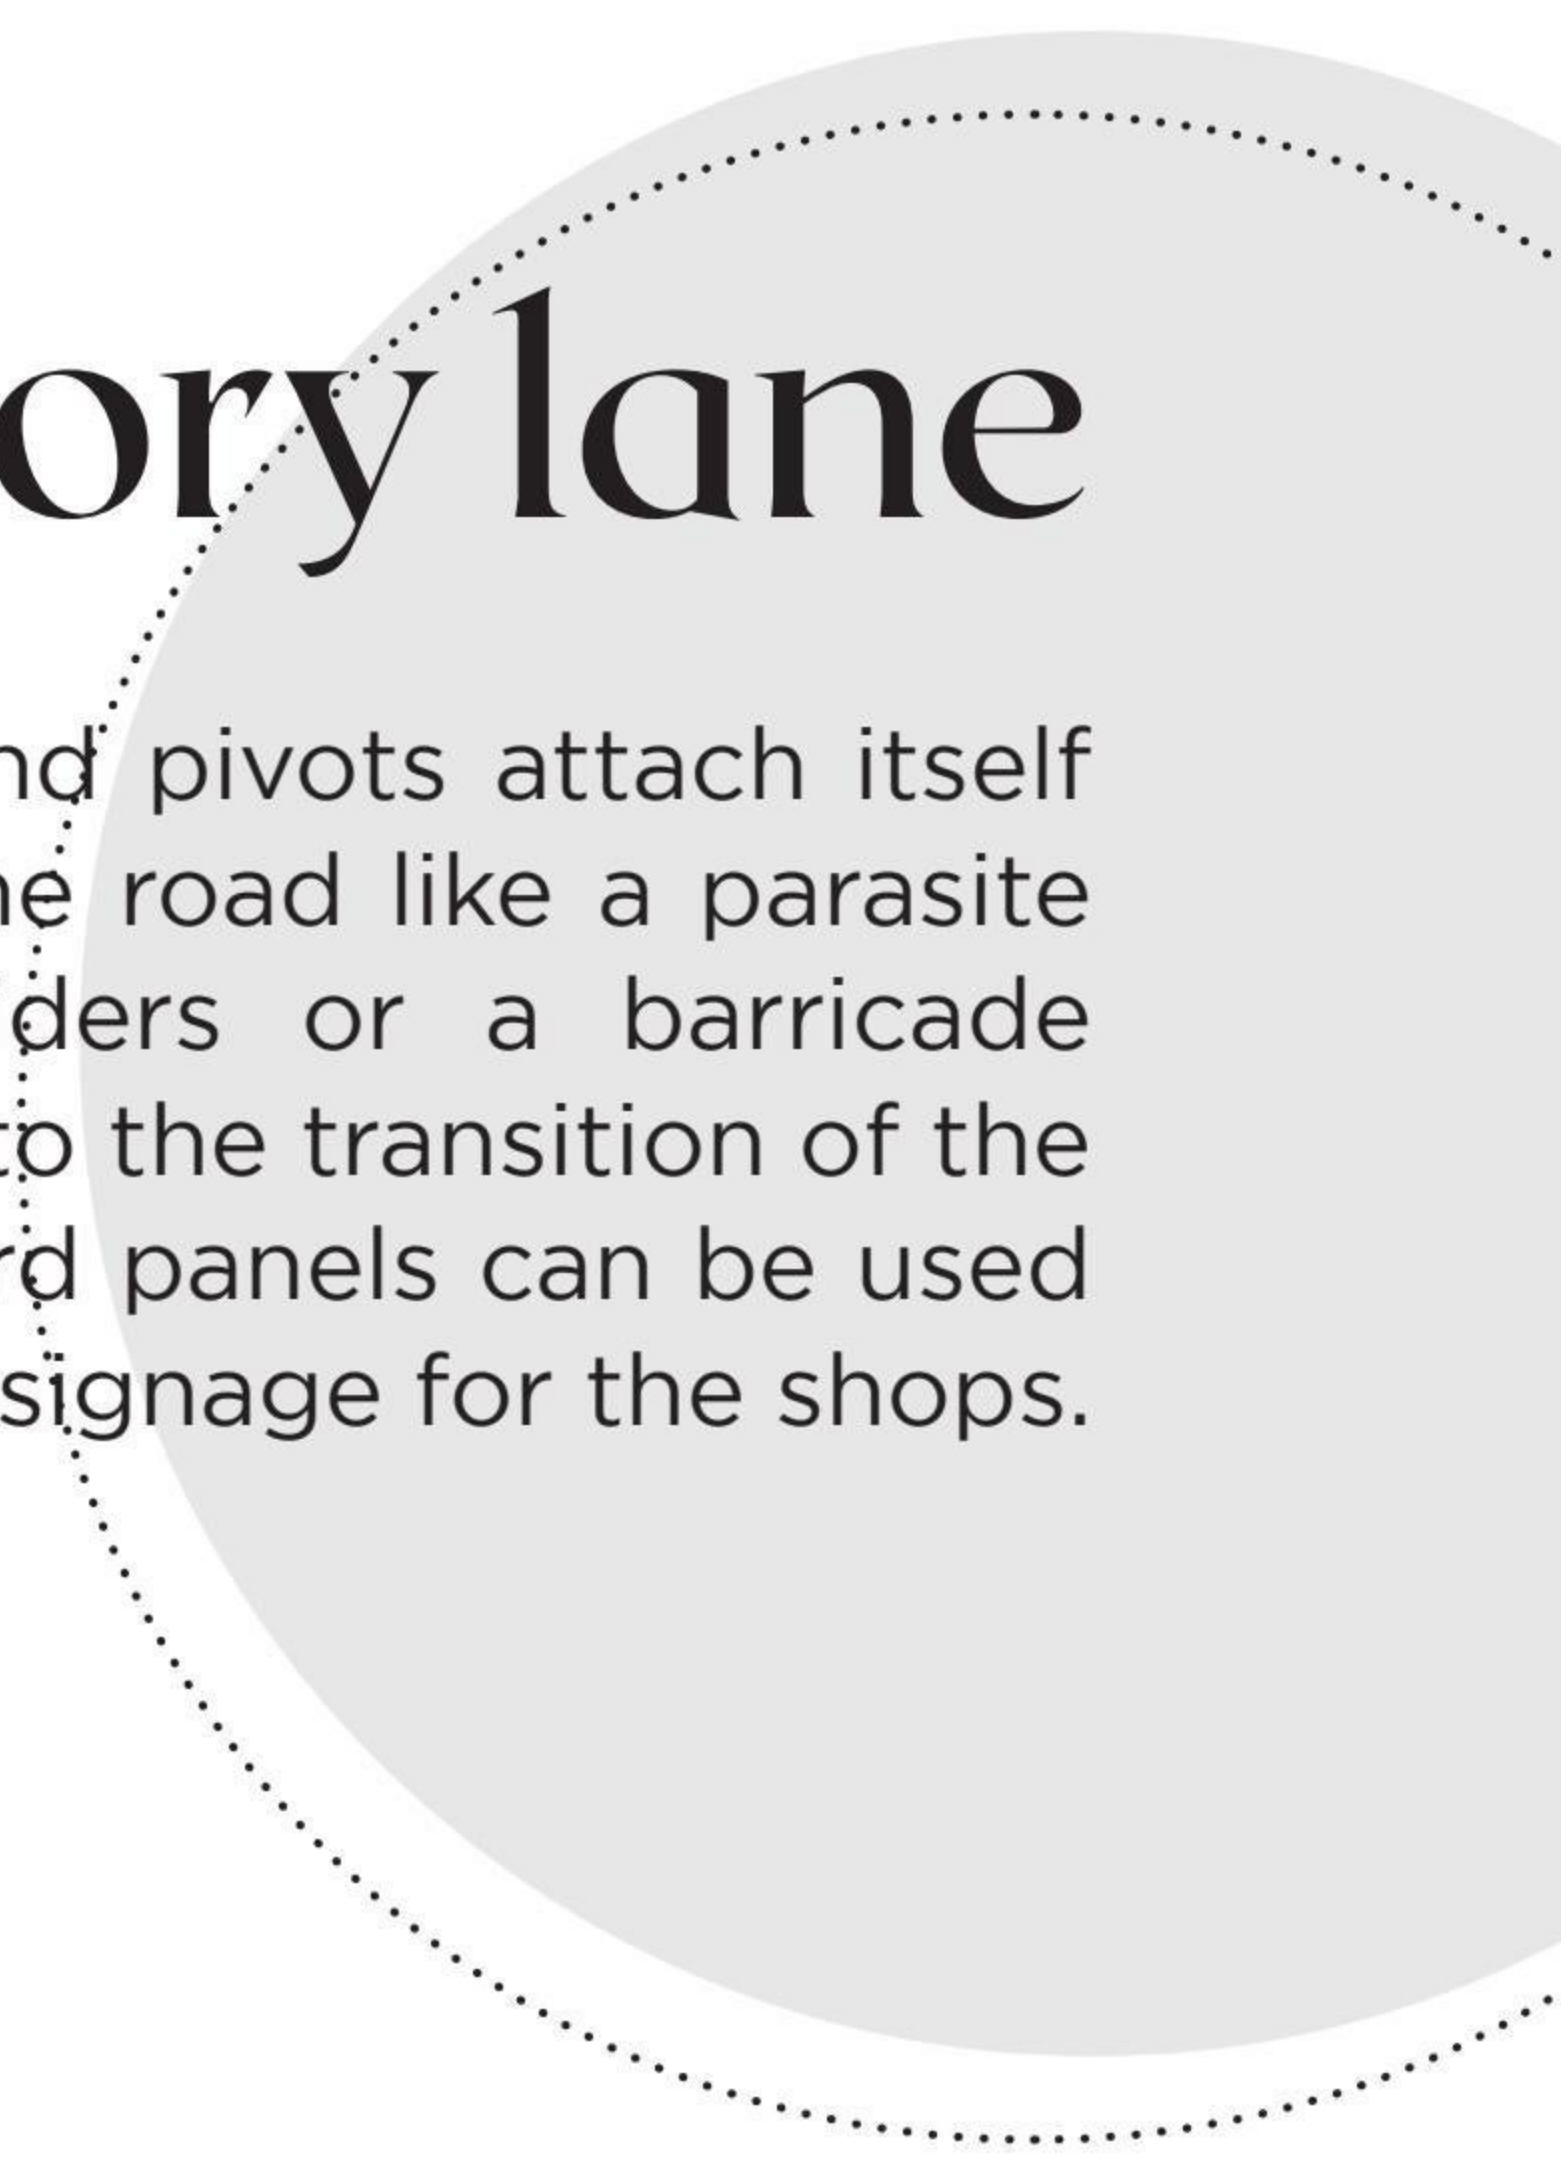 ory lane
nd pivots attach itself
he road like a parasite
ders or a barricade
to the transition of the
rd panels can be used
signage for the shops.